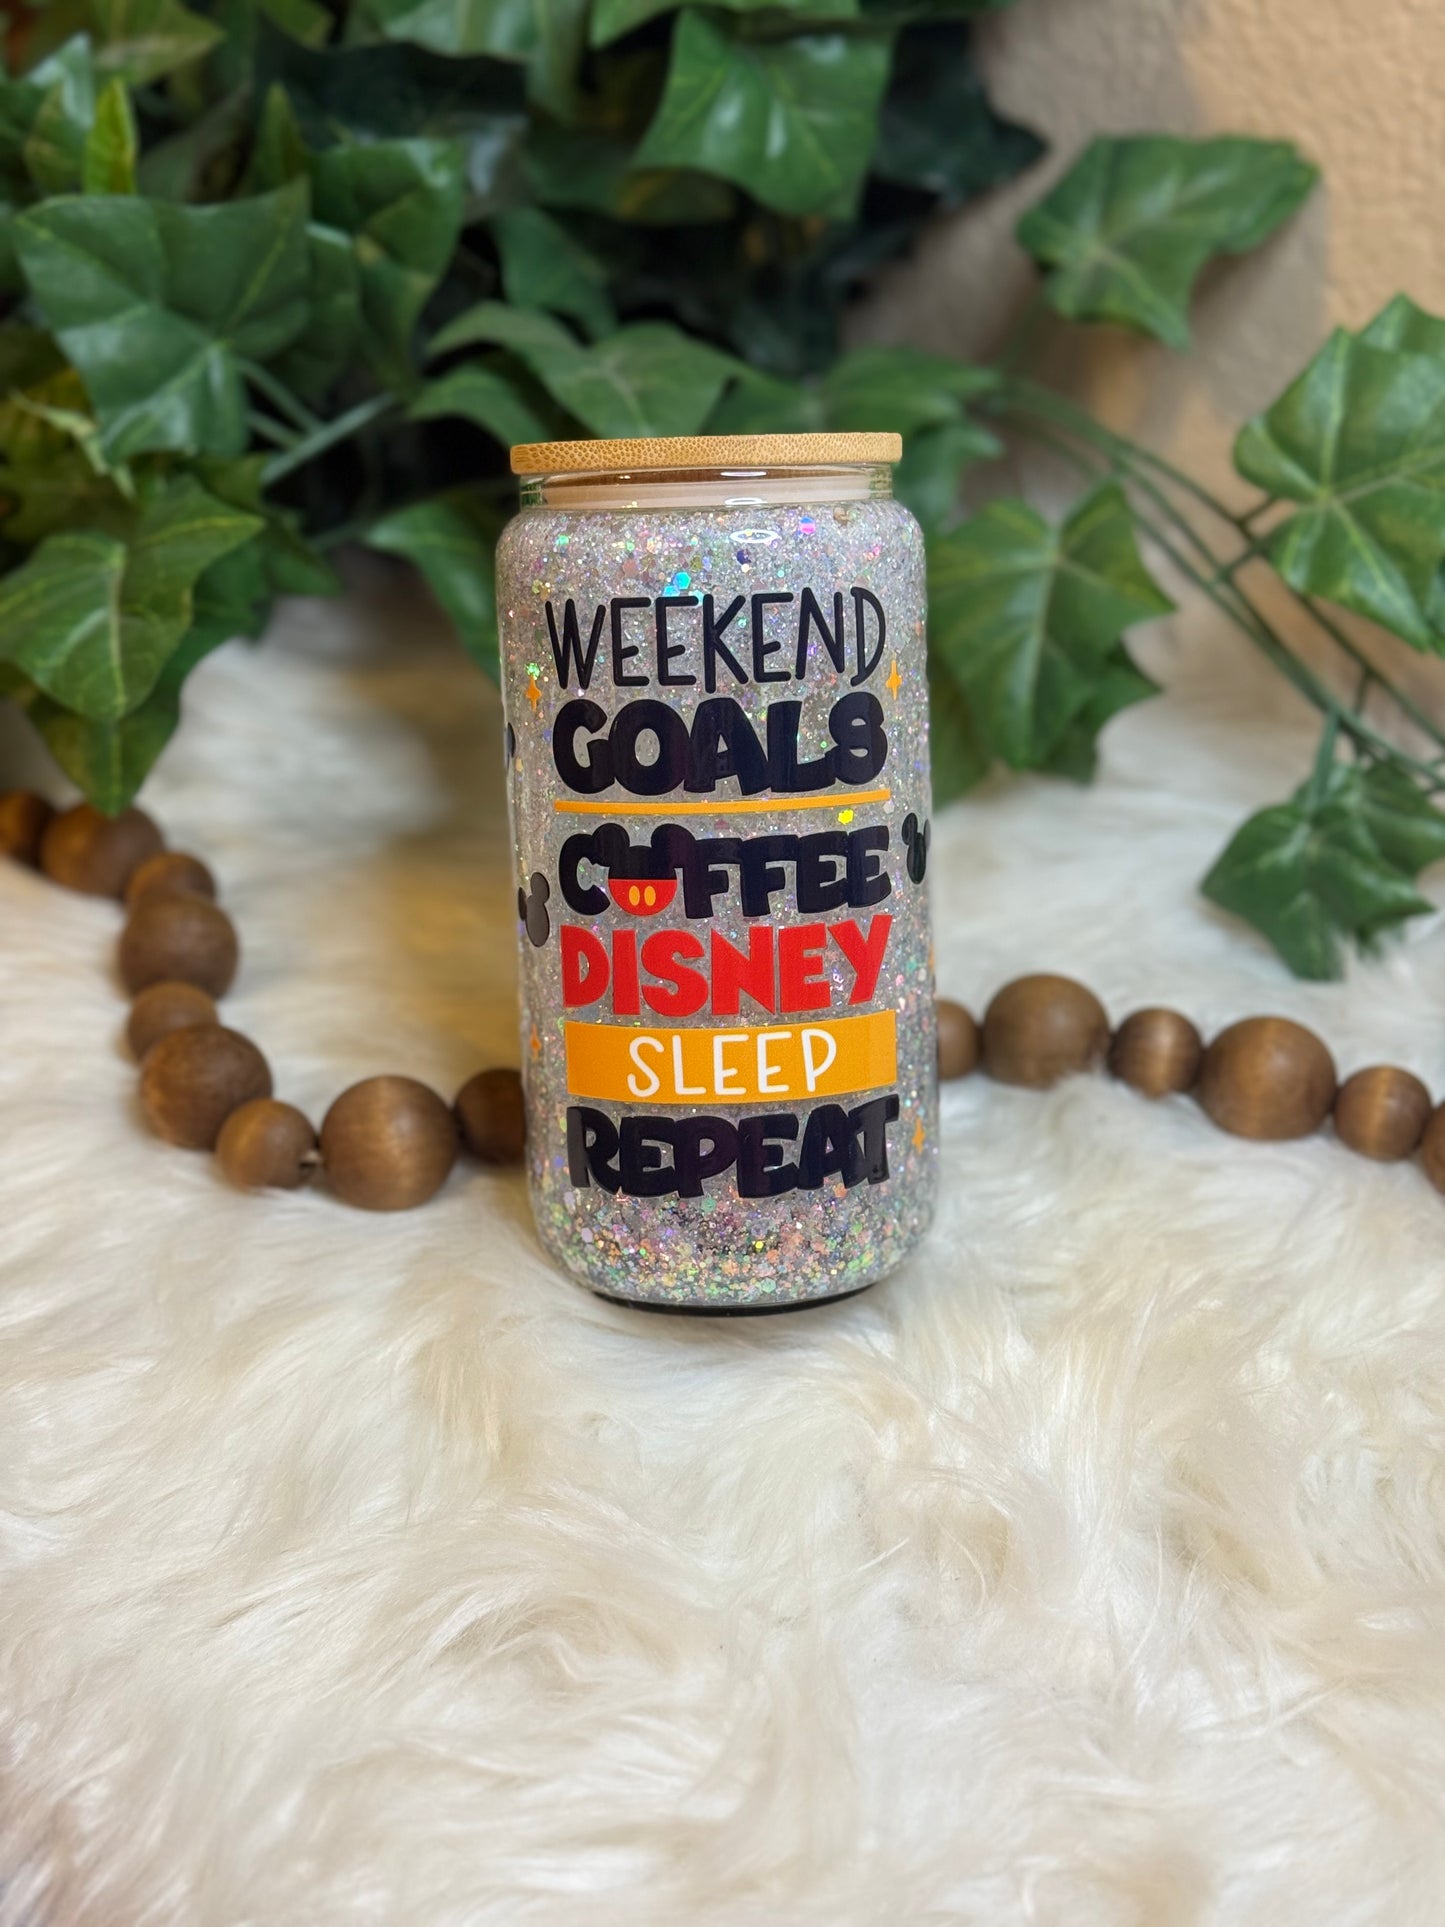 WEEKEND
GOALS
COFFEE
DISNEY
SLEEP
REPEAT